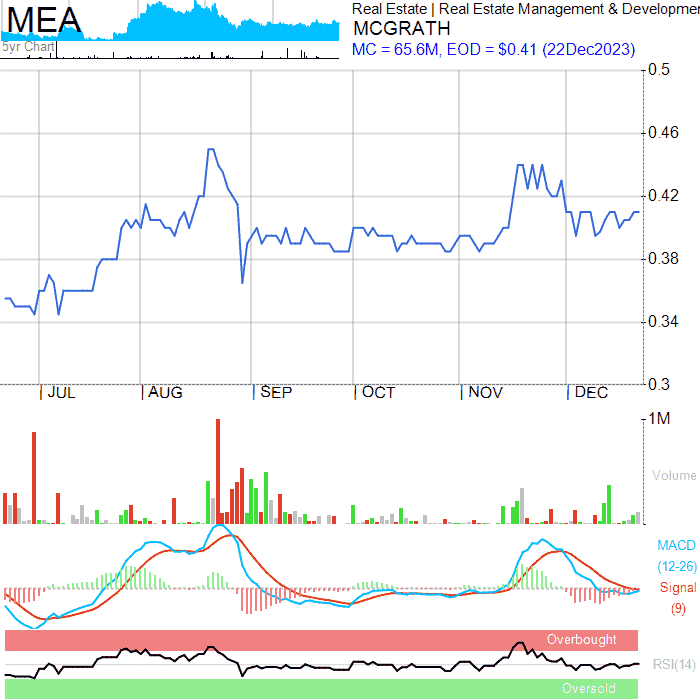 MEA
Real Estate | Real Estate Management & Developmen
5yr Chart
MCGRATH
MC = 65.6M, EOD = $0.41 (22Dec2023)
0.5
0.46
0.42
0.38
0.34
0.3
JUL AUG SEP OCT NOV DEC
1M
Volume
MACD
(12-26)
Signal
(9)
Overbought
RSI(14)
Oversold